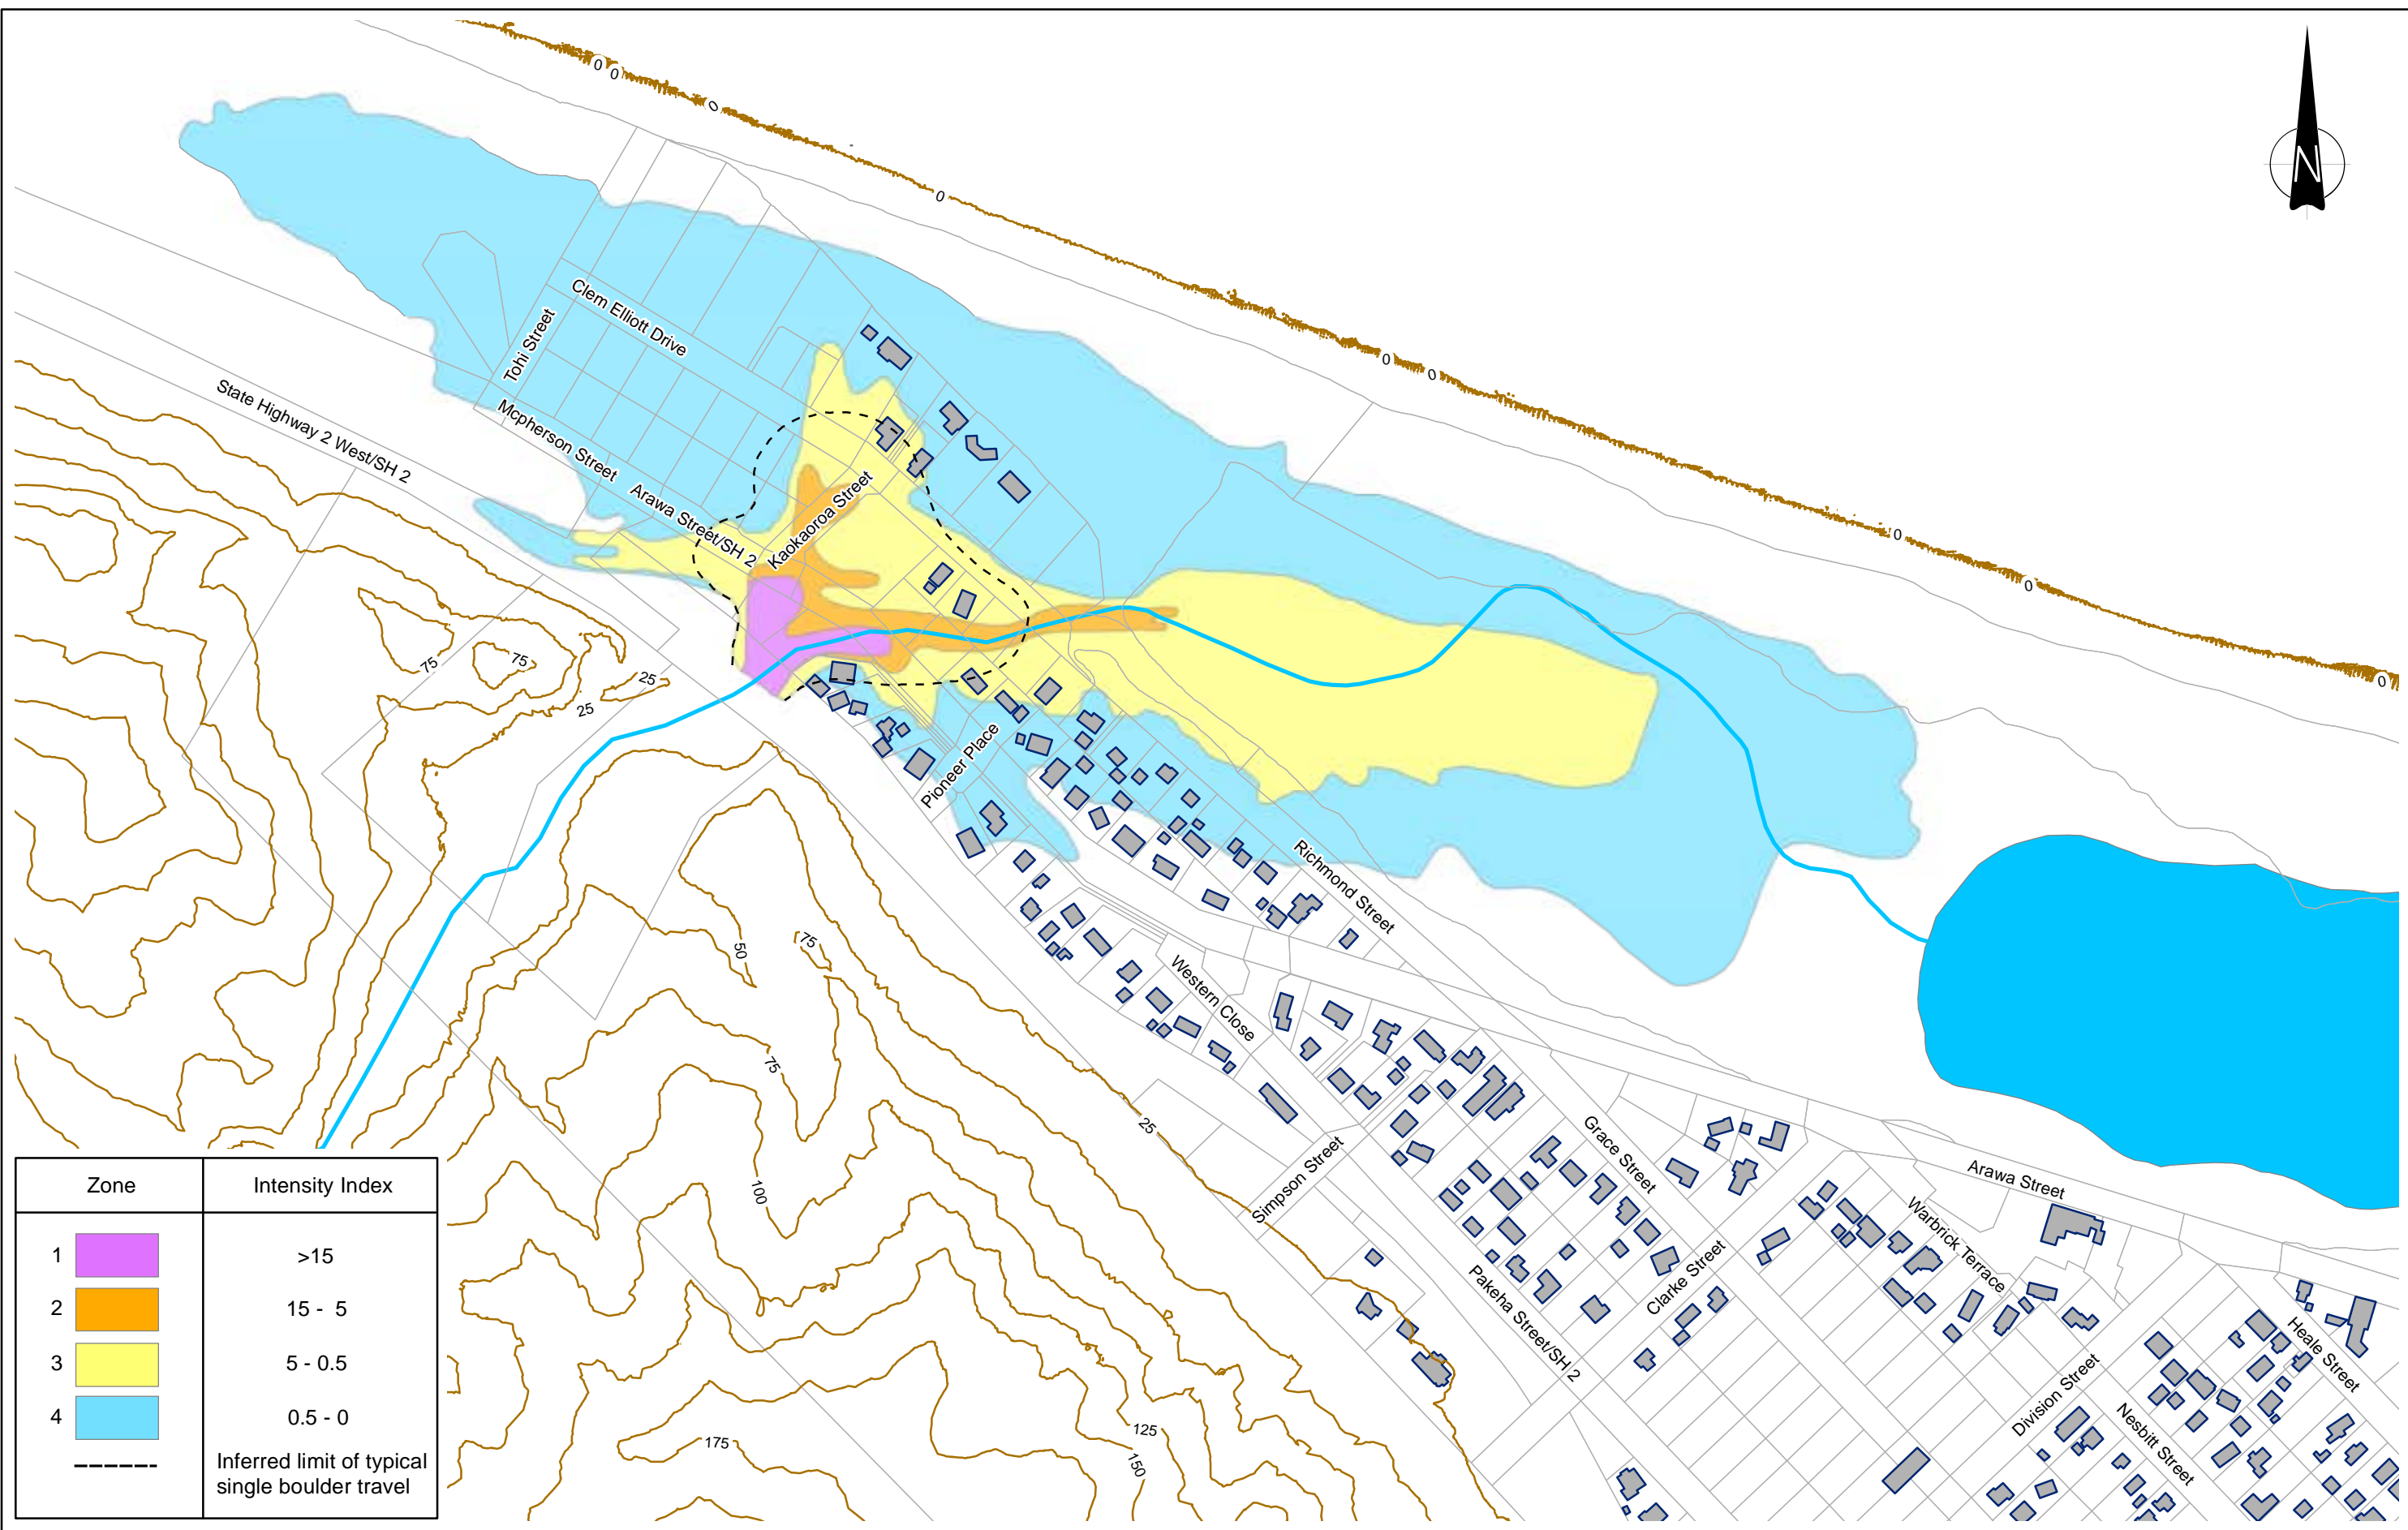 0 0
0
N
0
Clem Elliott Drive
Tohi Street
0
0
State Highway 2 West/SH 2
Mcpherson Street
Arawa Street/SH 2
Kaokaoroa Street
0
0
75
75
25
25
0
Pioneer Place
Richmond Street
50
75
Western Close
75
25
100
Simpson Street
Grace Street
Arawa Street
Warbrick Terrace
Clarke Street
Pakeha Street/SH 2
Heale Street
Division Street
Nesbitt Street
125
150
175
Zone
Intensity Index
1
>15
2
15 - 5
3
5 - 0.5
4
0.5 - 0
Inferred limit of typical
single boulder travel